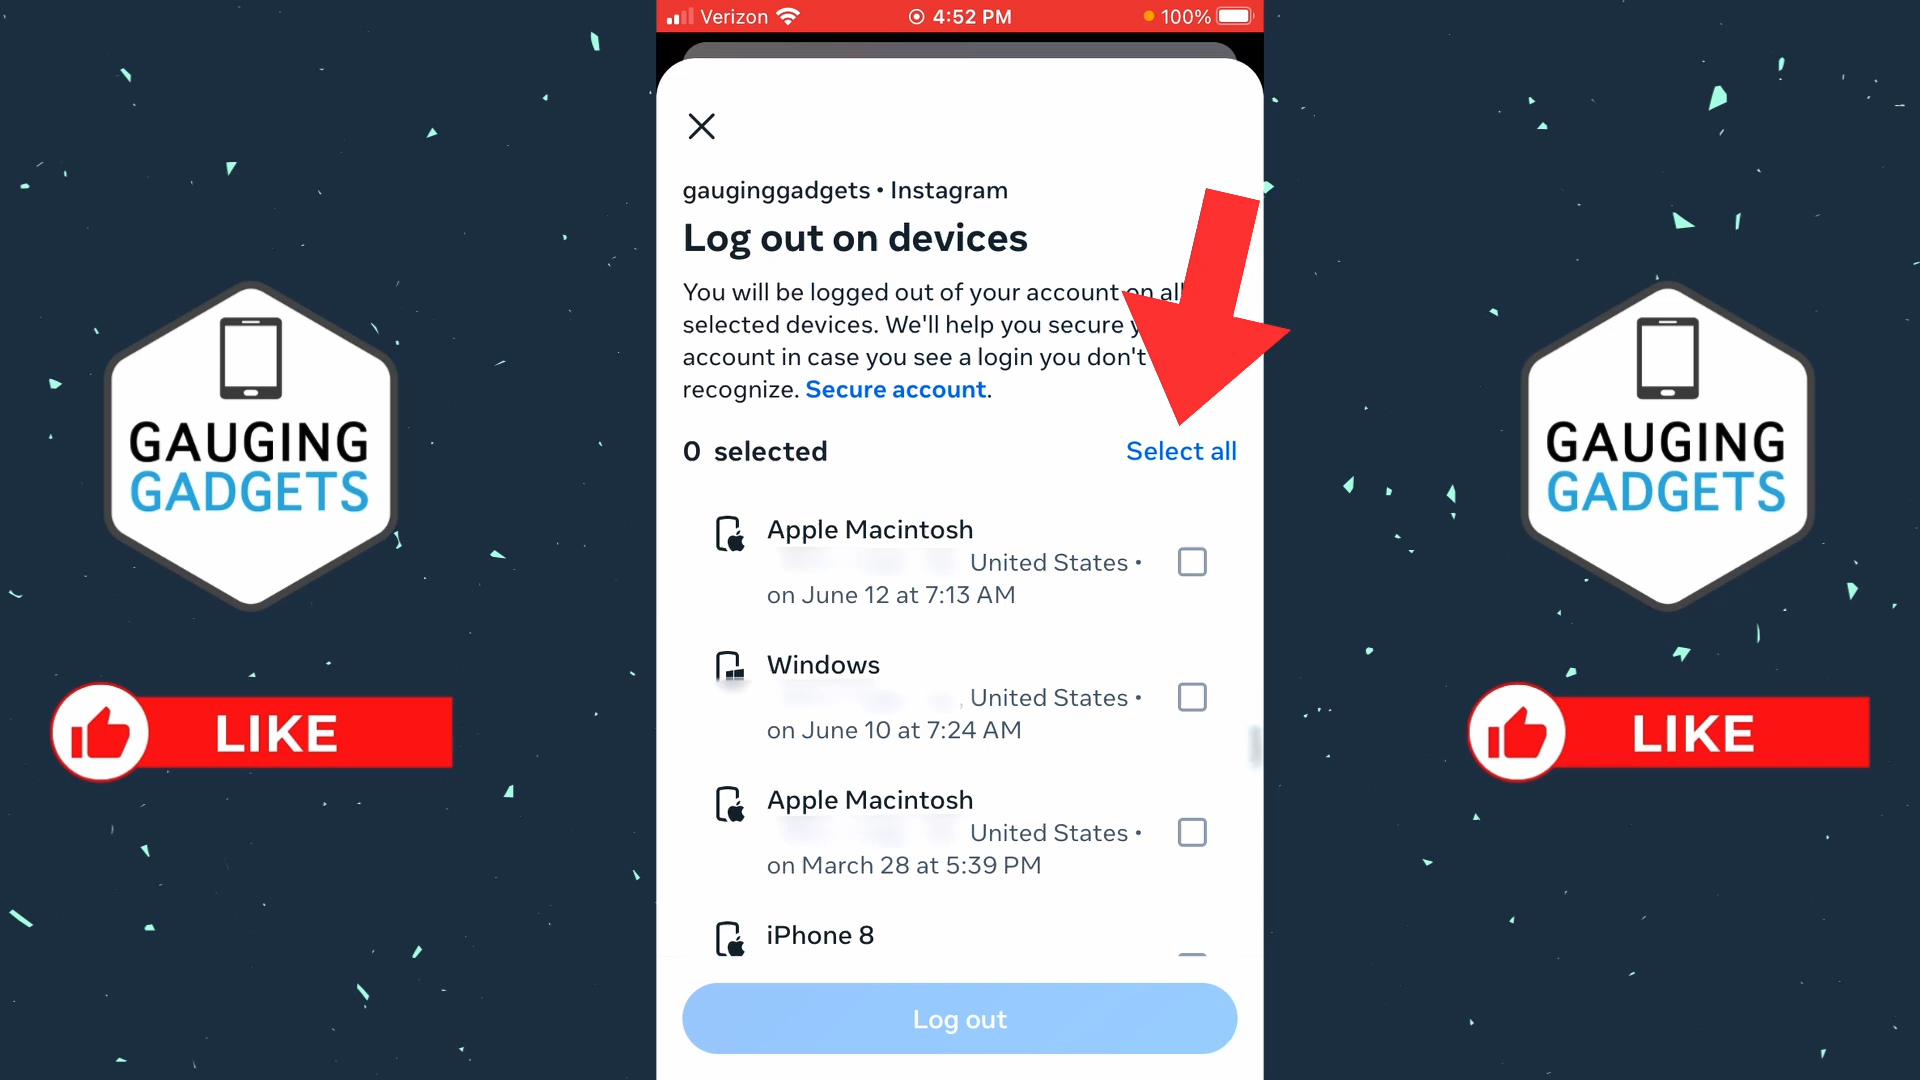 Verizon 4:52 PM 100%
gauginggadgets • Instagram
Log out on devices
You will be logged out of your account on all
selected devices. We'll help you secure
account in case you see a login you don't
recognize. Secure account.
0 selected Select all
Apple Macintosh
United States •
on June 12 at 7:13 AM
Windows
, United States •
on June 10 at 7:24 AM
Apple Macintosh
United States •
on March 28 at 5:39 PM
iPhone 8
Log out
GAUGING
GADGETS
LIKE
GAUGING
GADGETS
LIKE